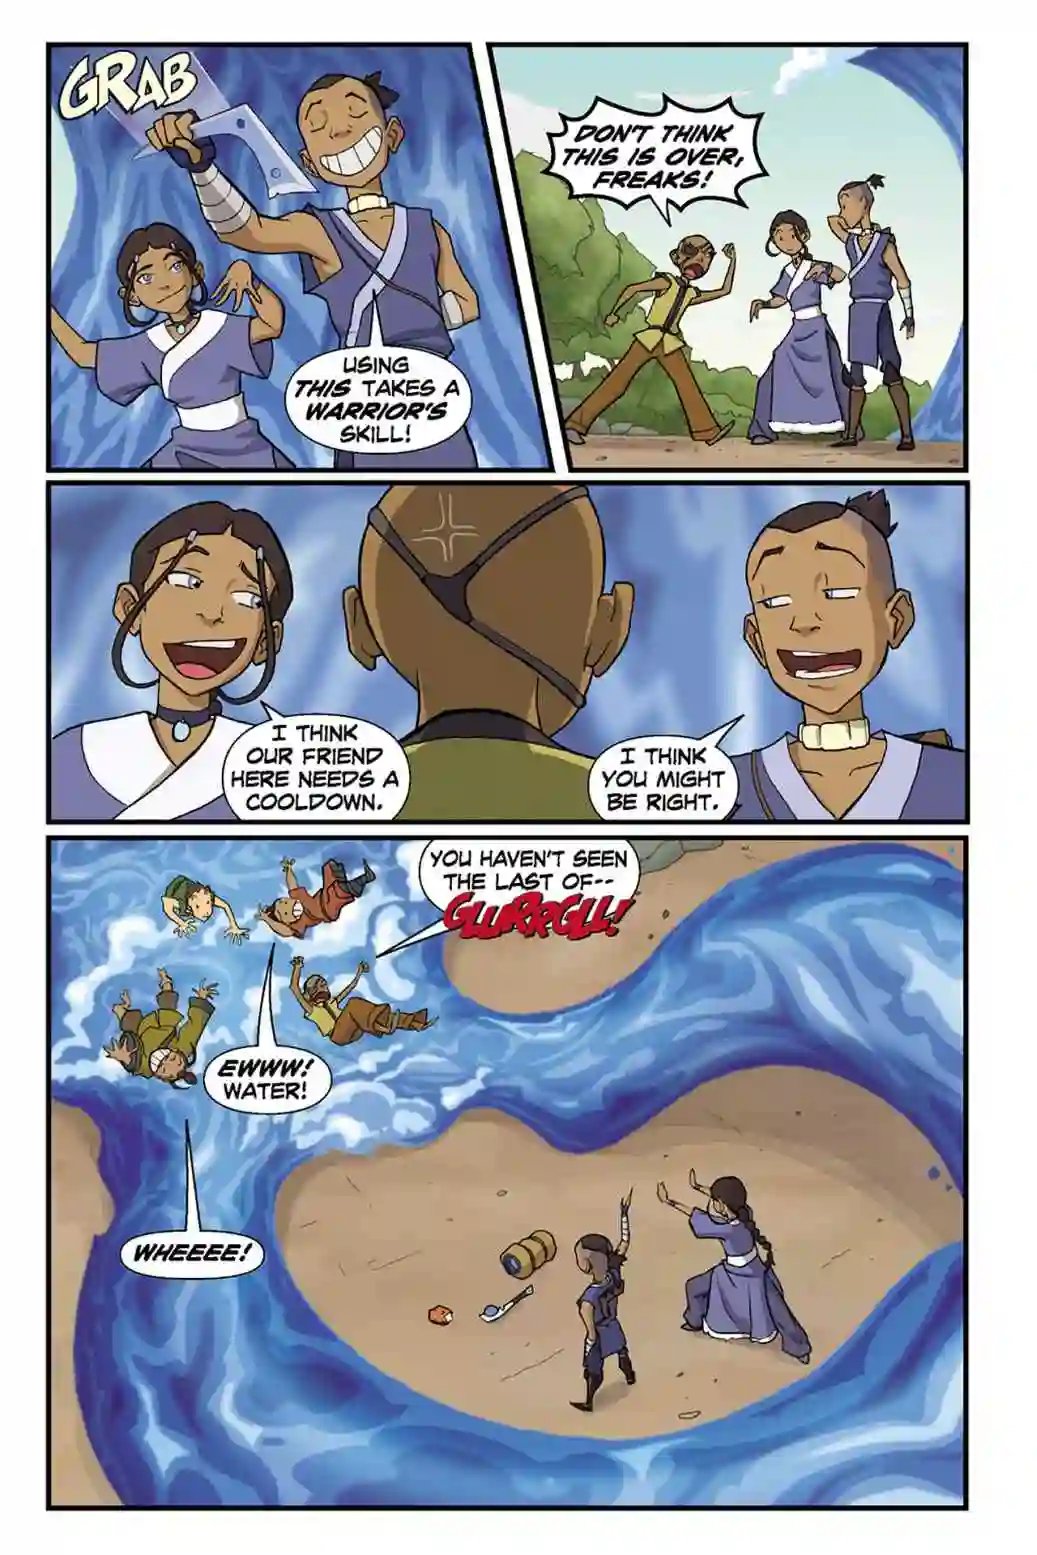 GRAB
USING
THIS TAKES A
WARRIOR'S
SKILL!
DON'T THINK
THIS IS OVER,
FREAKS!
I THINK
OUR FRIEND
HERE NEEDS A
COOLDOWN.
I THINK
YOU MIGHT
BE RIGHT.
YOU HAVEN'T SEEN
THE LAST OF--
GLURRGLL!
EWWW!
WATER!
WHEEEE!